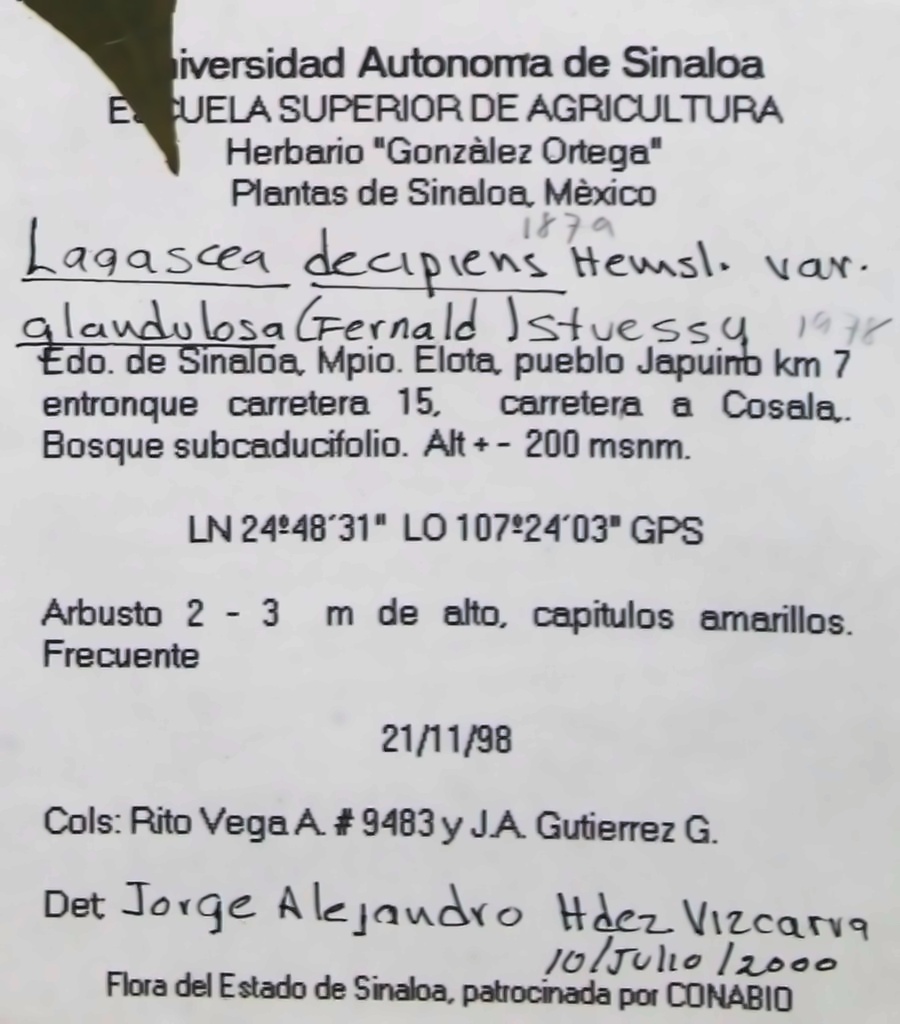 iversidad Autonoma de Sinaloa
ESCUELA SUPERIOR DE AGRICULTURA
Herbario "Gonzàlez Ortega"
Plantas de Sinaloa, Mèxico
1879
Lagascea decipiens Hemsl. var.
glandulosa (Fernald) Stuessy 1978
Edo. de Sinaloa, Mpio. Elota, pueblo Japuino km 7
entronque carretera 15, carretera a Cosala,.
Bosque subcaducifolio. Alt + - 200 msnm.
LN 24º48´31" LO 107º24´03" GPS
Arbusto 2 - 3 m de alto, capitulos amarillos.
Frecuente
21/11/98
Cols: Rito Vega A. # 9483 y J.A. Gutierrez G.
Det Jorge Alejandro Hdez Vizcarra
10/Julio/2000
Flora del Estado de Sinaloa, patrocinada por CONABIO